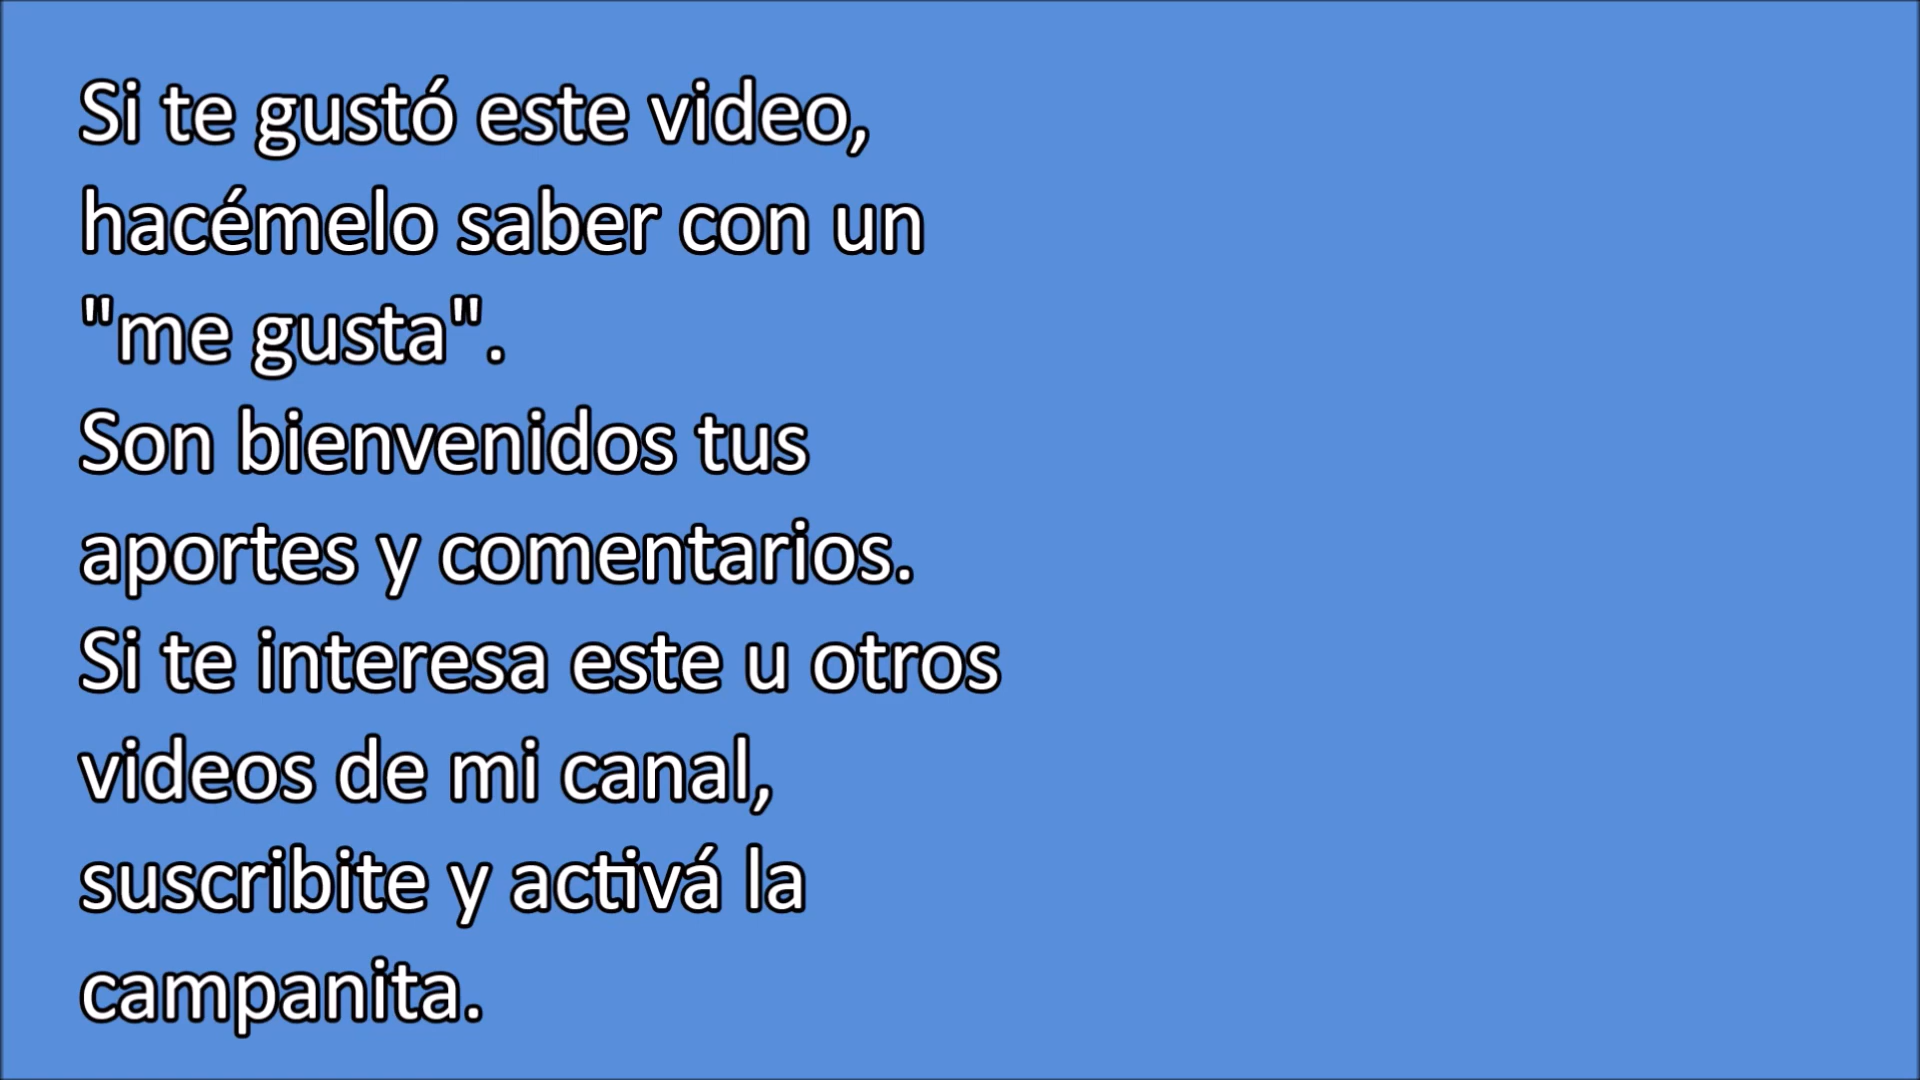 Si te gustó este video,
hacémelo saber con un
"me gusta".
Son bienvenidos tus
aportes y comentarios.
Si te interesa este u otros
videos de mi canal,
suscribite y activá la
campanita.